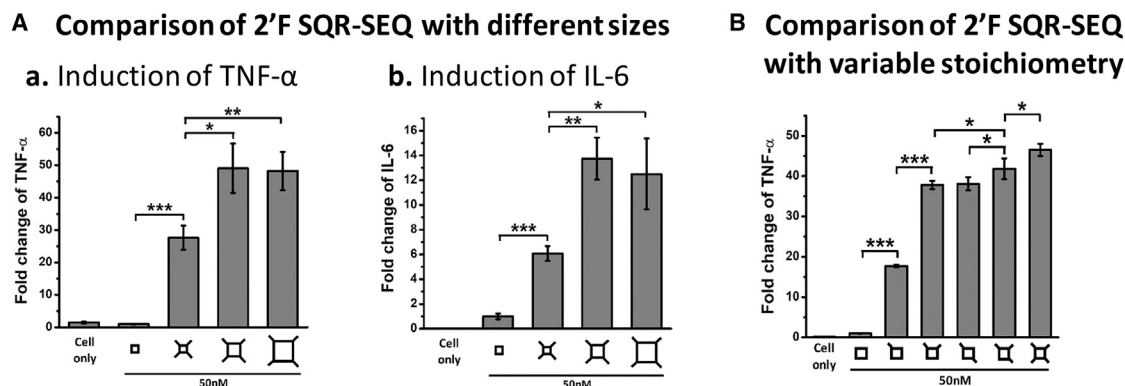 A Comparison of 2'F SQR-SEQ with different sizes
a. Induction of TNF-α
Fold change of TNF-α
60
50
40
30
20
10
0
** 
*
***
Cell
only
50nM
b. Induction of IL-6
Fold change of IL-6
16
14
12
10
8
6
4
2
0
*
**
***
Cell
only
50nM
B Comparison of 2'F SQR-SEQ
with variable stoichiometry
Fold change of TNF-α
50
40
30
20
10
0
*
*
*
***
***
Cell
only
50nM